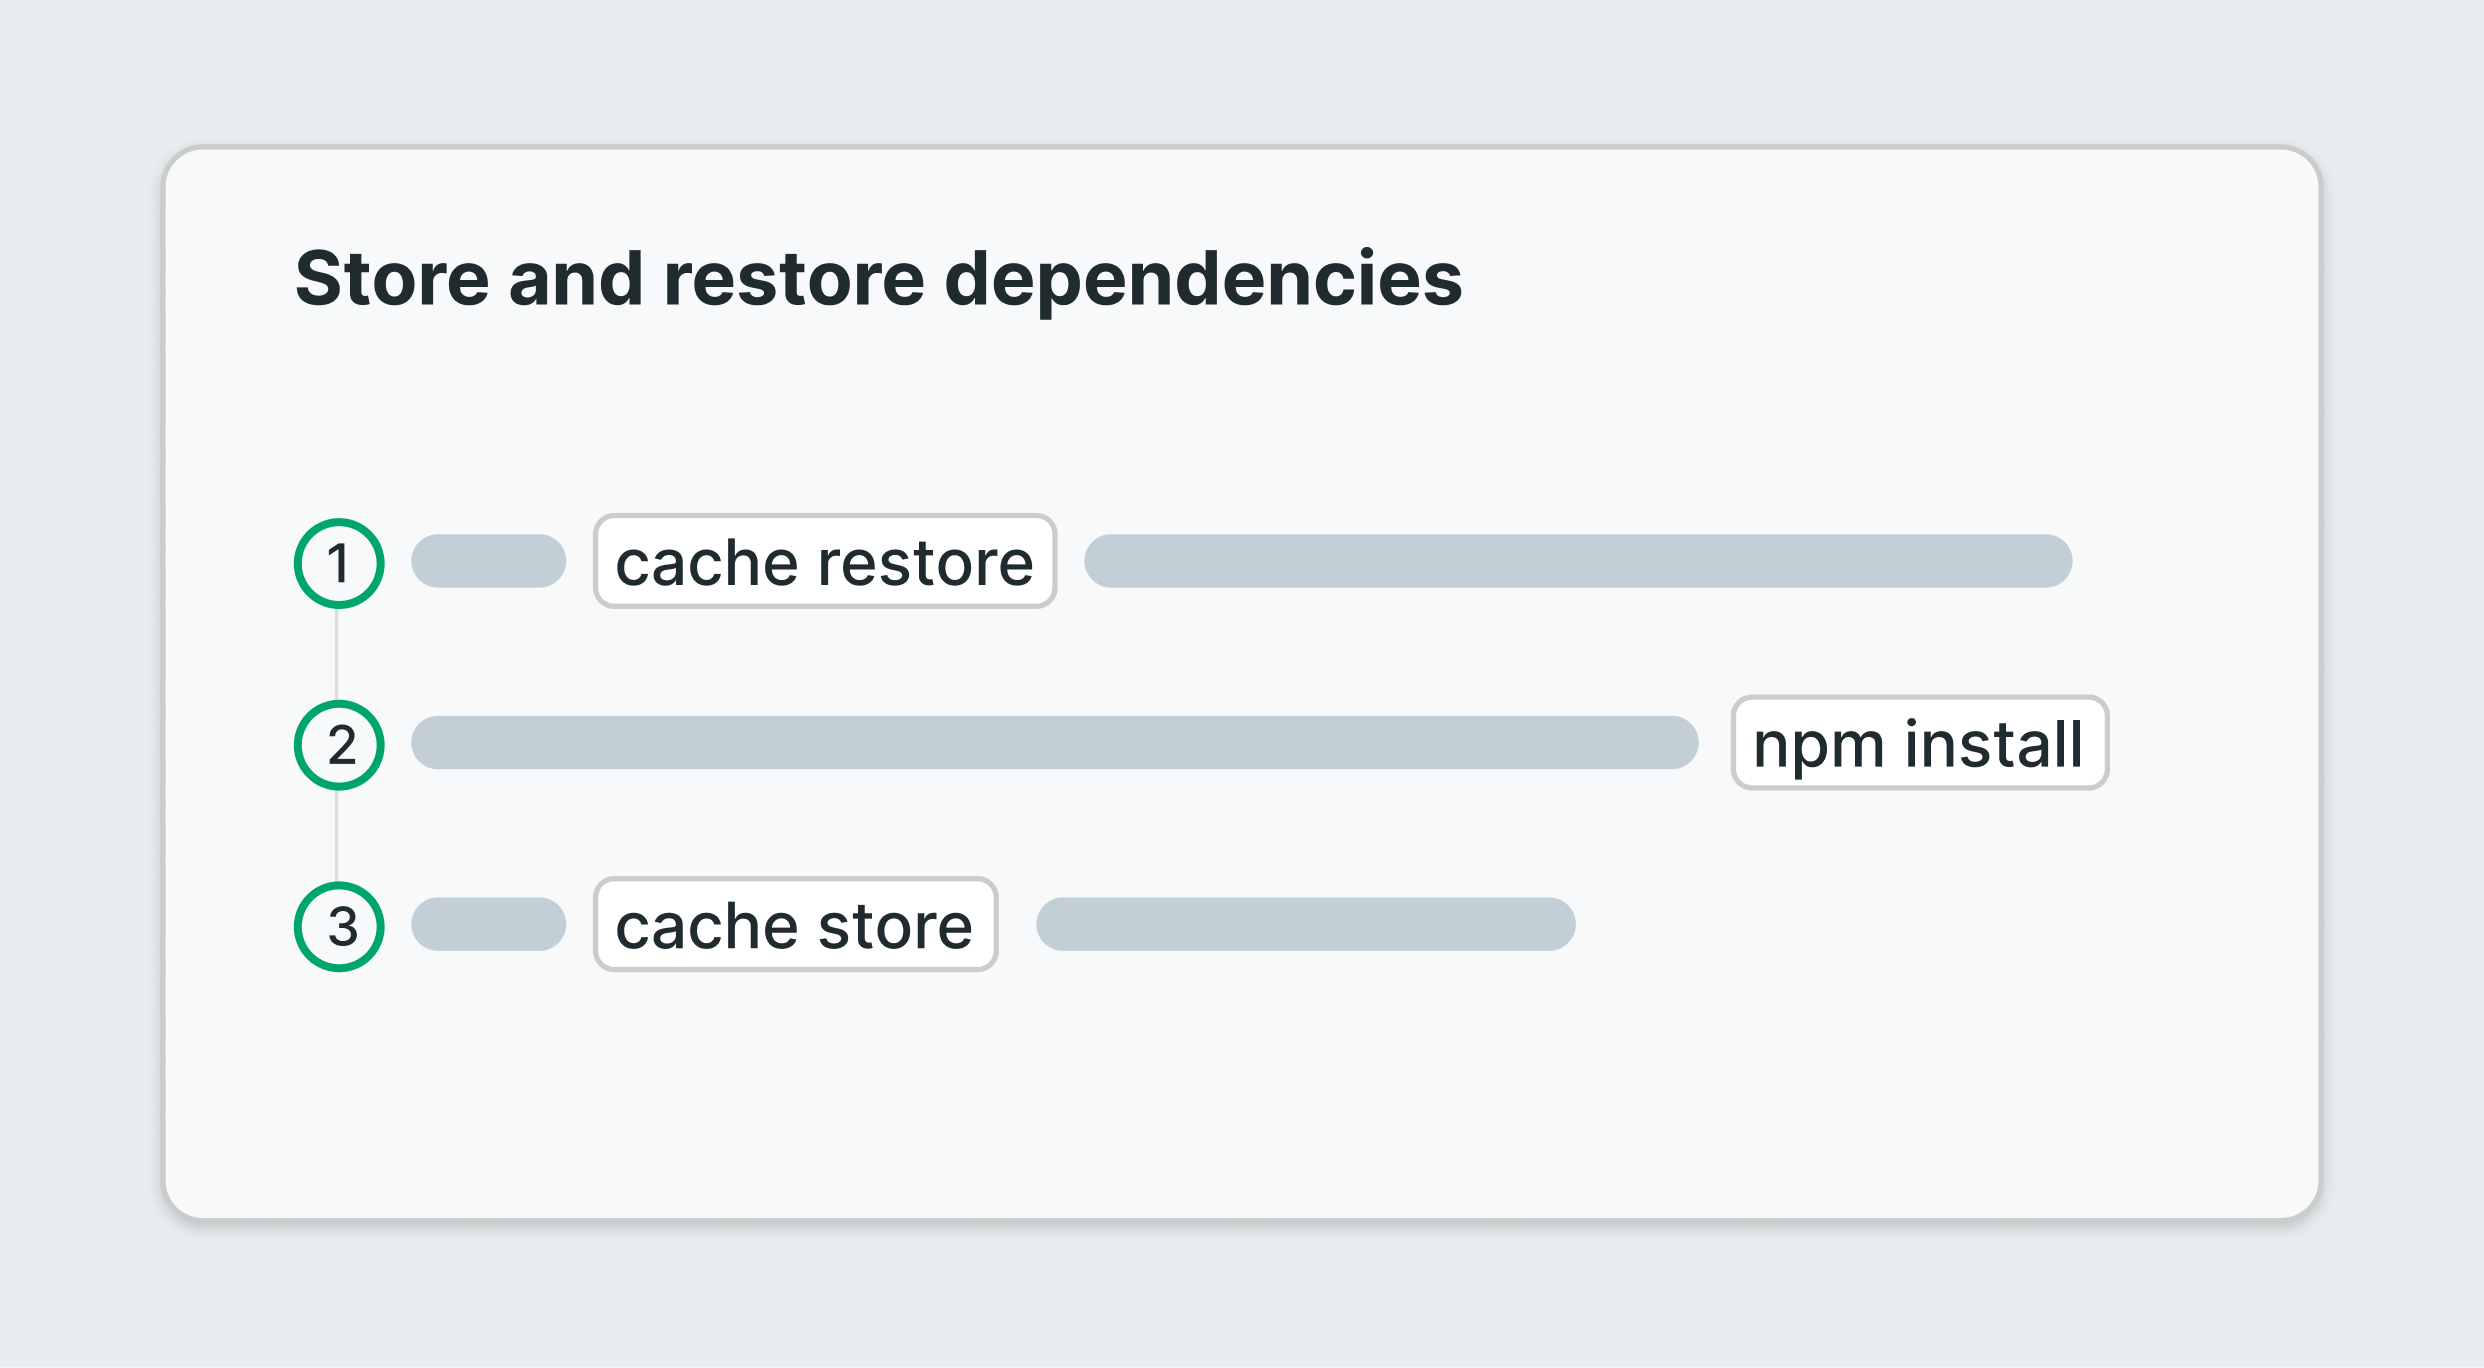 Store and restore dependencies
1 cache restore
2 npm install
3 cache store